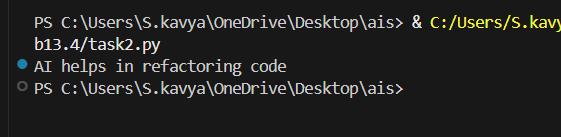 PS C:\Users\S.kavya\OneDrive\Desktop\ais> & C:/Users/S.kavy
b13.4/task2.py
AI helps in refactoring code
PS C:\Users\S.kavya\OneDrive\Desktop\ais>